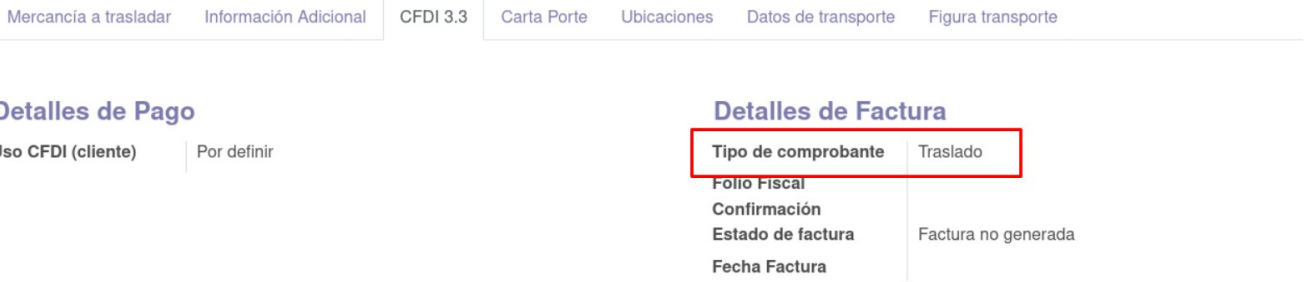 Mercancía a trasladar Información Adicional CFDI 3.3 Carta Porte Ubicaciones Datos de transporte Figura transporte
Detalles de Pago
Uso CFDI (cliente) Por definir
Detalles de Factura
Tipo de comprobante Traslado
Folio Fiscal
Confirmación
Estado de factura Factura no generada
Fecha Factura